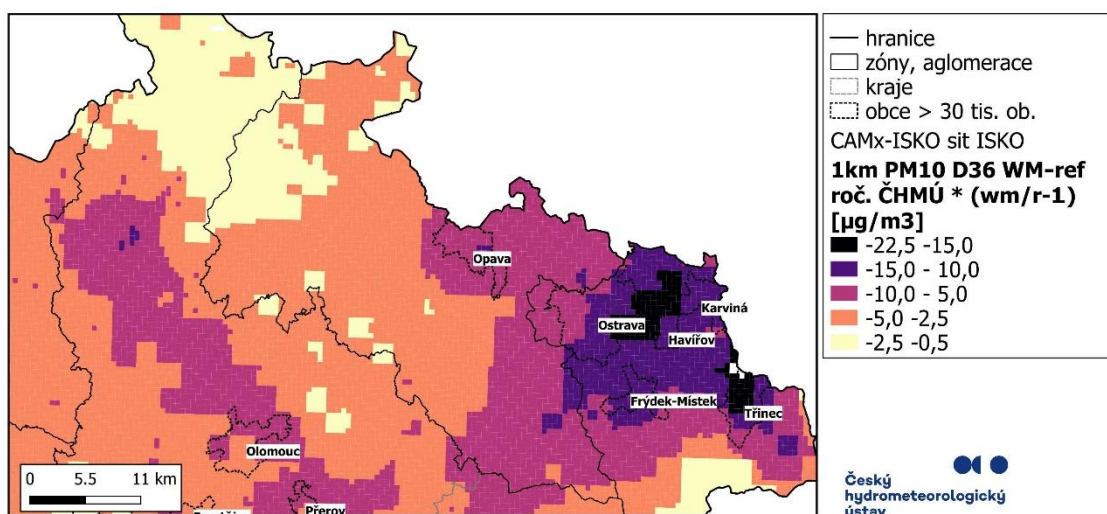 hranice
zóny, aglomerace
kraje
obce > 30 tis. ob.
CAMx-ISKO sit ISKO
1km PM10 D36 WM-ref
roč. ČHMÚ * (wm/r-1)
[µg/m3]
-22,5 -15,0
-15,0 - 10,0
-10,0 - 5,0
-5,0 - 2,5
-2,5 -0,5
Opava
Karviná
Ostrava
Havířov
Frýdek-Místek
Třinec
Olomouc
Přerov
0 5.5 11 km
Český
hydrometeorologický
ústav